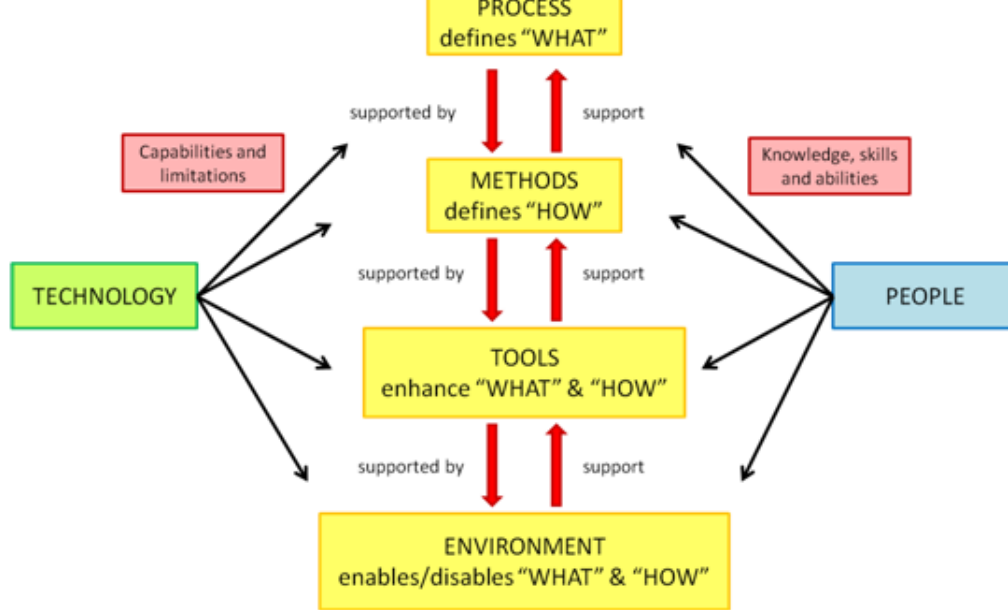 PROCESS
defines “WHAT”
supported by
support
Capabilities and
limitations
Knowledge, skills
and abilities
METHODS
defines “HOW”
supported by
support
TECHNOLOGY
PEOPLE
TOOLS
enhance “WHAT” & “HOW”
supported by
support
ENVIRONMENT
enables/disables “WHAT” & “HOW”